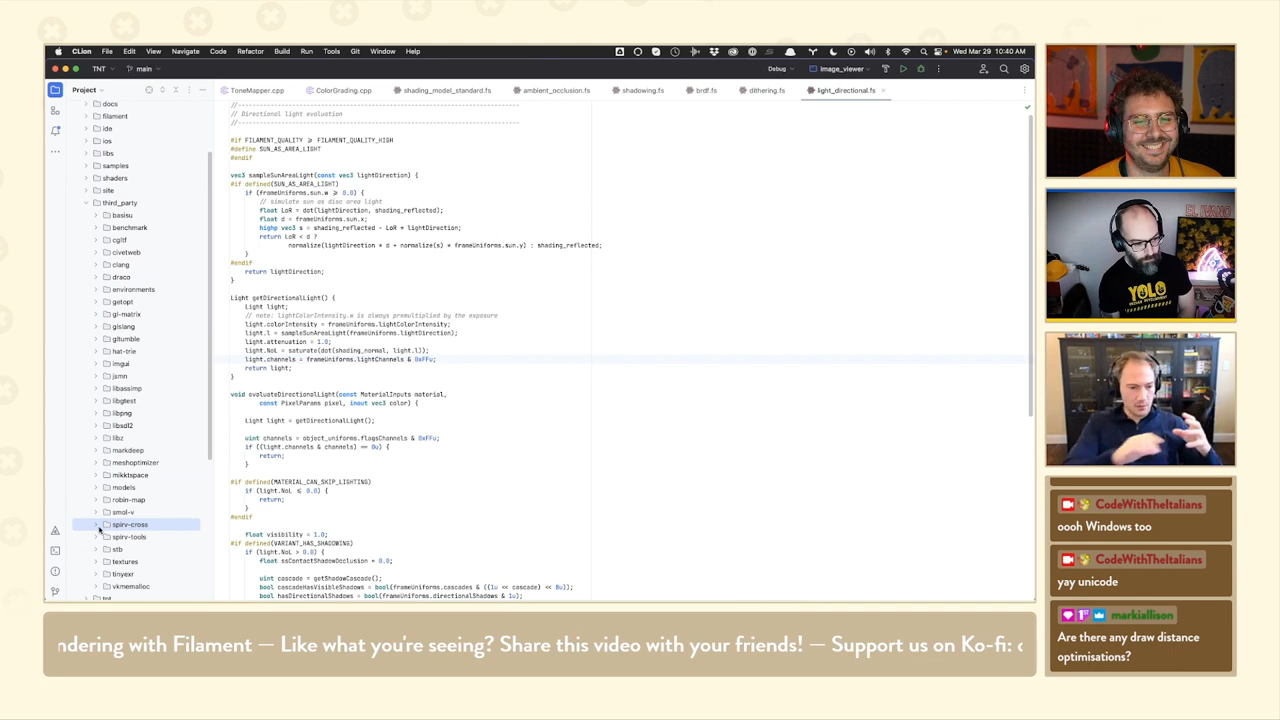 CLion File Edit View Navigate Code Refactor Build Run Tools Git Window Help
Wed Mar 29 10:40 AM
TNT main
Debug image_viewer
Project
ToneMapper.cpp ColorGrading.cpp shading_model_standard.fs ambient_occlusion.fs shadowing.fs brdf.fs dithering.fs light_directional.fs
docs
filament
ide
ios
libs
samples
shaders
site
third_party
basisu
benchmark
cgltf
civetweb
clang
draco
environments
getopt
gl-matrix
glslang
gltumble
hat-trie
imgui
jsmn
libassimp
libgtest
libpng
libsdl2
libz
markdeep
meshoptimizer
mikktspace
models
robin-map
smol-v
spirv-cross
spirv-tools
stb
textures
tinyexr
vkmemalloc
tnt
//------------------------------------------------------------------------------
// Directional light evaluation
//------------------------------------------------------------------------------
#if FILAMENT_QUALITY ≥ FILAMENT_QUALITY_HIGH
#define SUN_AS_AREA_LIGHT
#endif
vec3 sampleSunAreaLight(const vec3 lightDirection) {
#if defined(SUN_AS_AREA_LIGHT)
if (frameUniforms.sun.w ≥ 0.0) {
// simulate sun as disc area light
float LoR = dot(lightDirection, shading_reflected);
float d = frameUniforms.sun.x;
highp vec3 s = shading_reflected - LoR * lightDirection;
return LoR < d ?
normalize(lightDirection * d + normalize(s) * frameUniforms.sun.y) : shading_reflected;
}
#endif
return lightDirection;
}
Light getDirectionalLight() {
Light light;
// note: lightColorIntensity.w is always premultiplied by the exposure
light.colorIntensity = frameUniforms.lightColorIntensity;
light.l = sampleSunAreaLight(frameUniforms.lightDirection);
light.attenuation = 1.0;
light.NoL = saturate(dot(shading_normal, light.l));
light.channels = frameUniforms.lightChannels & 0xFFu;
return light;
}
void evaluateDirectionalLight(const MaterialInputs material,
const PixelParams pixel, inout vec3 color) {
Light light = getDirectionalLight();
uint channels = object_uniforms.flagsChannels & 0xFFu;
if ((light.channels & channels) == 0u) {
return;
}
#if defined(MATERIAL_CAN_SKIP_LIGHTING)
if (light.NoL ≤ 0.0) {
return;
}
#endif
float visibility = 1.0;
#if defined(VARIANT_HAS_SHADOWING)
if (light.NoL > 0.0) {
float ssContactShadowOcclusion = 0.0;
uint cascade = getShadowCascade();
bool cascadeHasVisibleShadows = bool(frameUniforms.cascades & ((1u << cascade) << 8u));
bool hasDirectionalShadows = bool(frameUniforms.directionalShadows & 1u);
EL IVANO
YOLO
CodeWithTheItalians
oooh Windows too
CodeWithTheItalians
yay unicode
markiallison
Are there any draw distance
optimisations?
ndering with Filament — Like what you're seeing? Share this video with your friends! — Support us on Ko-fi: